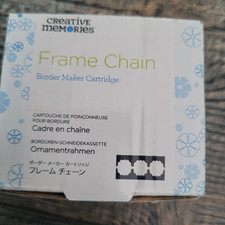 CREATIVE
MEMORIES
Frame Chain
Border Maker Cartridge
CARTOUCHE DE POINÇONNEUSE
POUR BORDURE
Cadre en chaîne
BORDÜREN-SCHNEIDEKASSETTE
Ornamentrahmen
ボーダー メーカー カートリッジ
フレーム チェーン